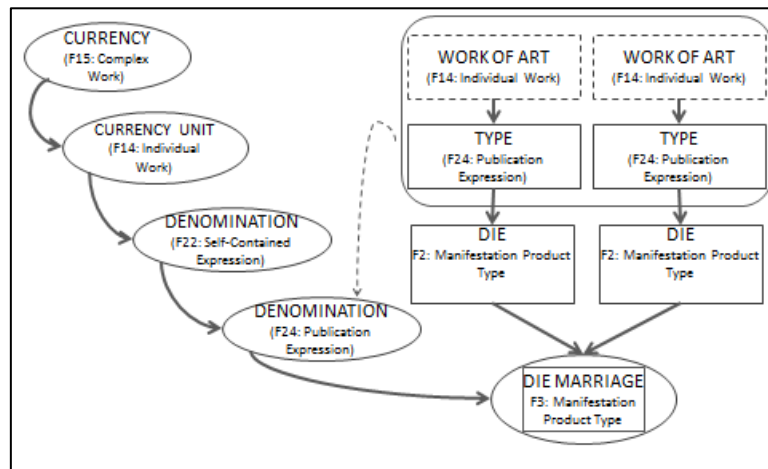 CURRENCY
(F15: Complex
Work)
CURRENCY UNIT
(F14: Individual
Work)
DENOMINATION
(F22: Self-Contained
Expression)
DENOMINATION
(F24: Publication
Expression)
WORK OF ART
(F14: Individual Work)
TYPE
(F24: Publication
Expression)
DIE
F2: Manifestation Product
Type
WORK OF ART
(F14: Individual Work)
TYPE
(F24: Publication
Expression)
DIE
F2: Manifestation Product
Type
DIE MARRIAGE
F3: Manifestation
Product Type